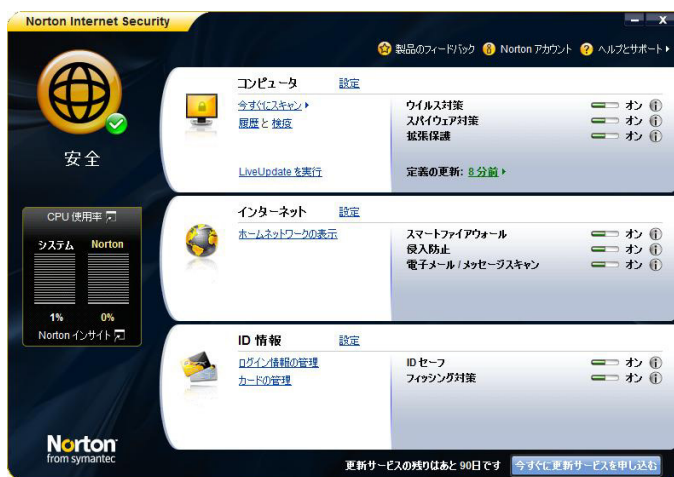 Norton Internet Security
製品のフィードバック Norton アカウント ヘルプとサポート
安全
CPU 使用率
システム Norton
1% 0%
Norton インサイト
コンピュータ 設定
今すぐにスキャン
履歴 と 検疫
LiveUpdate を実行
ウイルス対策 オン
スパイウェア対策 オン
拡張保護 オン
定義の更新: 8 分前
インターネット 設定
ホームネットワークの表示
スマートファイアウォール オン
侵入防止 オン
電子メール / メッセージスキャン オン
ID 情報 設定
ログイン情報の管理
カードの管理
ID セーフ オン
フィッシング対策 オン
Norton
from symantec
更新サービスの残りはあと 90日です 今すぐに更新サービスを申し込む